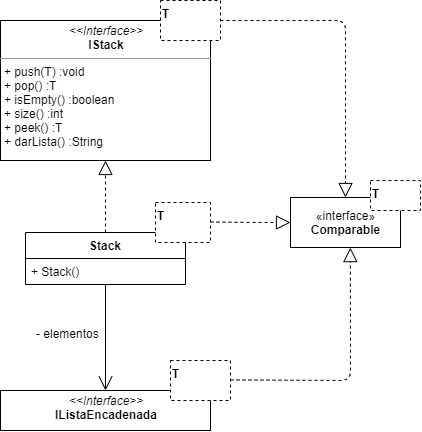 T
<<Interface>>
IStack
+ push(T) :void
+ pop() :T
+ isEmpty() :boolean
+ size() :int
+ peek() :T
+ darLista() :String
T
«interface»
Comparable
T
Stack
+ Stack()
- elementos
T
<<Interface>>
IListaEncadenada